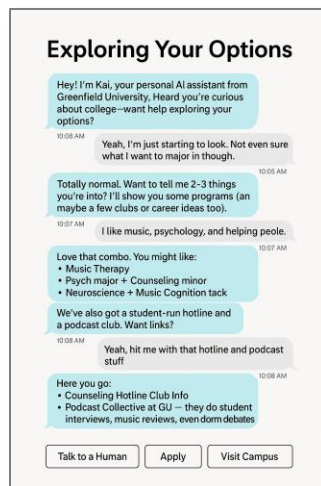 Exploring Your Options
Hey! I'm Kai, your personal AI assistant from
Greenfield University, Heard you're curious
about college—want help exploring your
options?
10:08 AM
Yeah, I'm just starting to look. Not even sure
what I want to major in though.
10:05 AM
Totally normal. Want to tell me 2-3 things
you're into? I'll show you some programs (an
maybe a few clubs or career ideas too).
10:07 AM
I like music, psychology, and helping peole.
10:07 AM
Love that combo. You might like:
• Music Therapy
• Psych major + Counseling minor
• Neuroscience + Music Cognition tack
We've also got a student-run hotline and
a podcast club. Want links?
10:08 AM
Yeah, hit me with that hotline and podcast
stuff
10:08 AM
Here you go:
• Counseling Hotline Club Info
• Podcast Collective at GU — they do student
interviews, music reviews, even dorm debates
Talk to a Human
Apply
Visit Campus